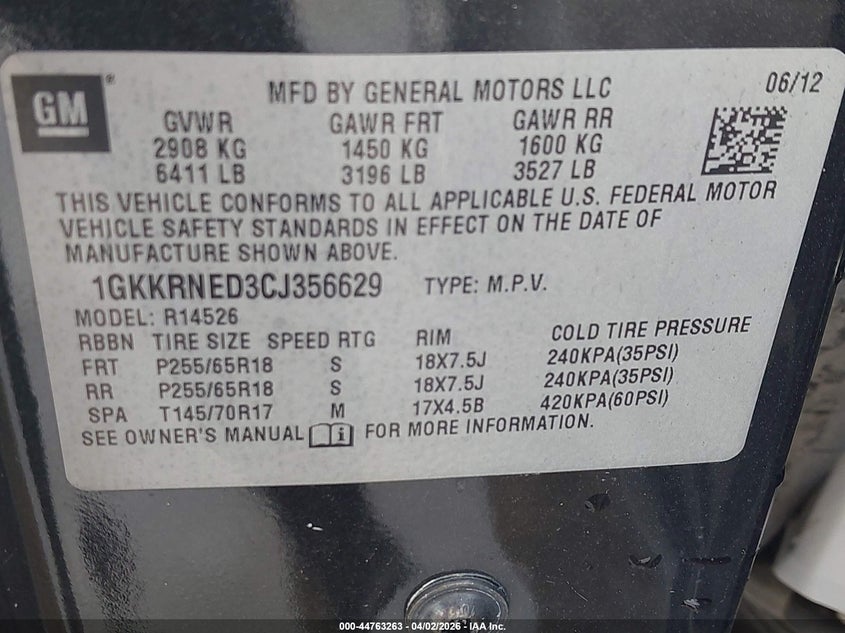 GM®
MFD BY GENERAL MOTORS LLC
06/12
GVWR GAWR FRT GAWR RR
2908 KG 1450 KG 1600 KG
6411 LB 3196 LB 3527 LB
THIS VEHICLE CONFORMS TO ALL APPLICABLE U.S. FEDERAL MOTOR
VEHICLE SAFETY STANDARDS IN EFFECT ON THE DATE OF
MANUFACTURE SHOWN ABOVE.
1GKKRNED3CJ356629 TYPE: M.P.V.
MODEL: R14526
RBBN TIRE SIZE SPEED RTG RIM COLD TIRE PRESSURE
FRT P255/65R18 S 18X7.5J 240KPA(35PSI)
RR P255/65R18 S 18X7.5J 240KPA(35PSI)
SPA T145/70R17 M 17X4.5B 420KPA(60PSI)
SEE OWNER'S MANUAL i FOR MORE INFORMATION.
000-44763263 - 04/02/2026 - IAA Inc.